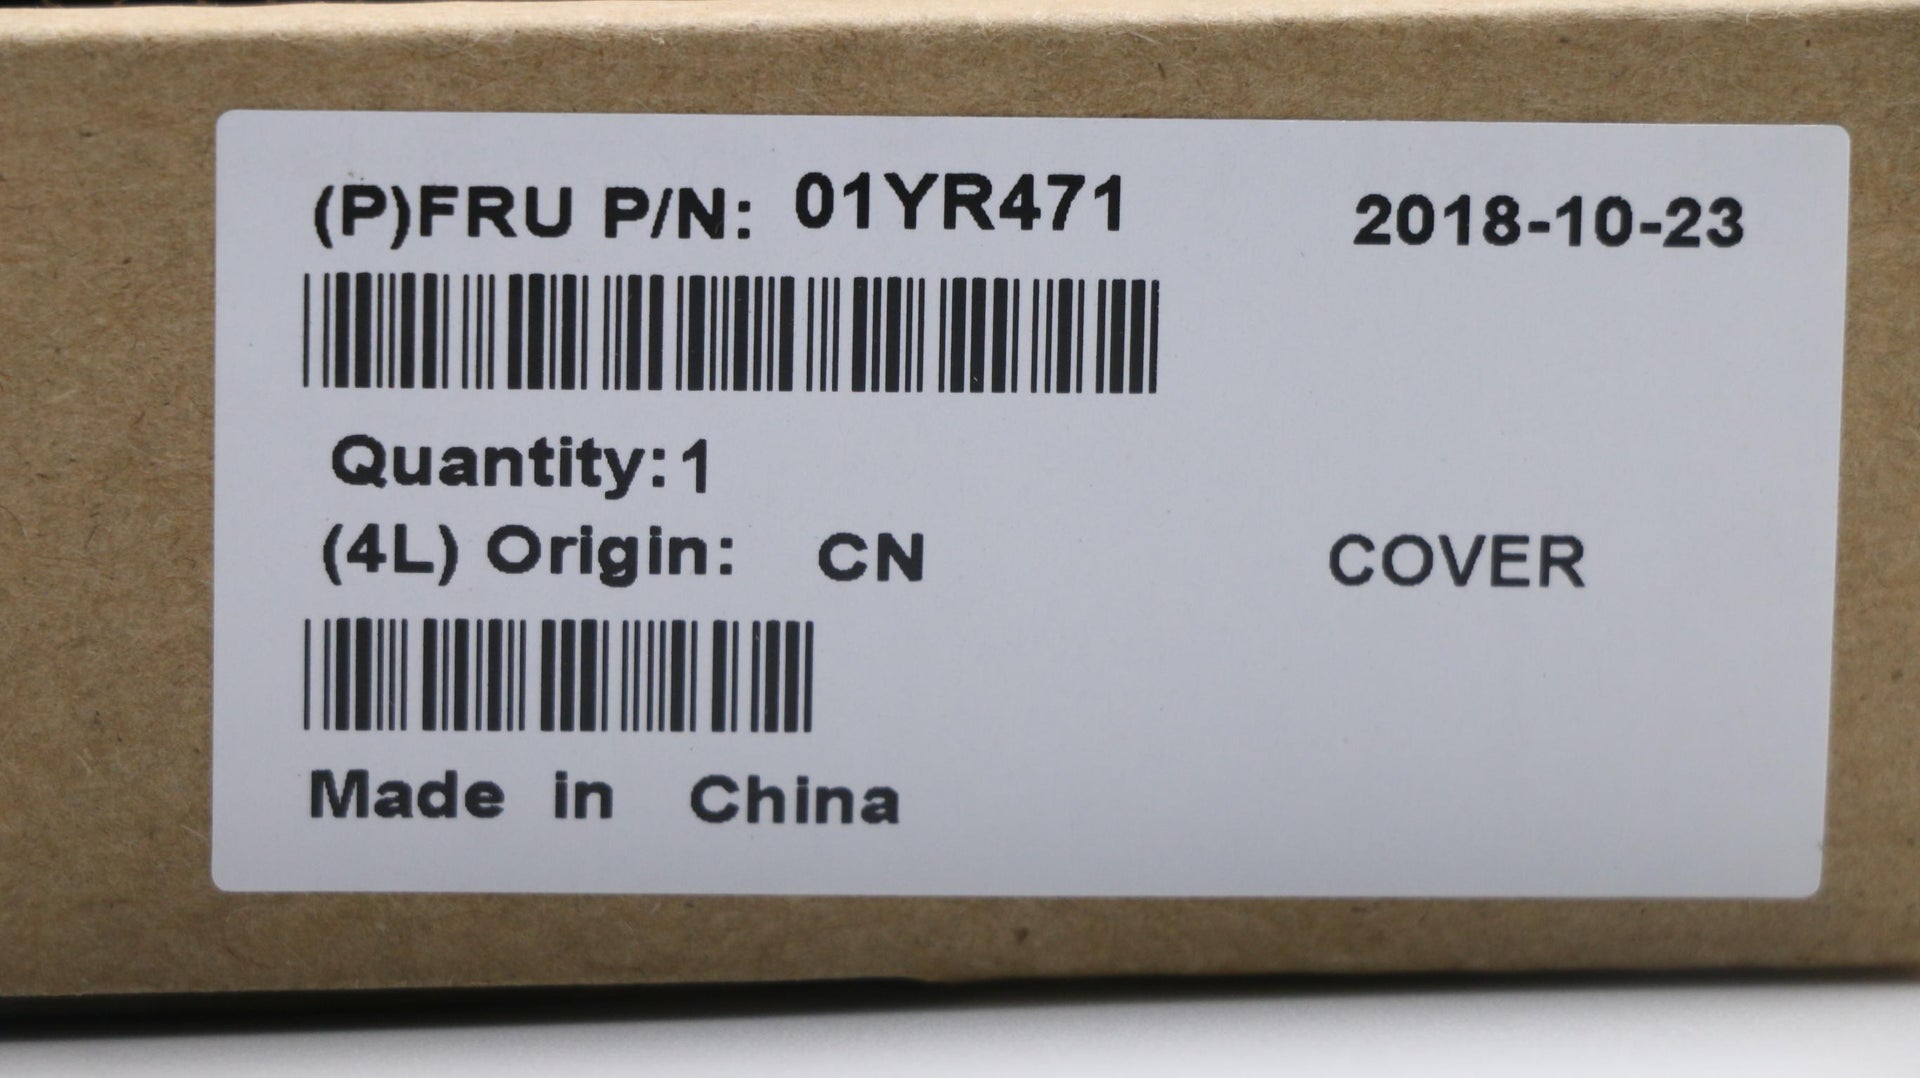 (P)FRU P/N: 01YR471 2018-10-23
Quantity:1
(4L) Origin: CN COVER
Made in China